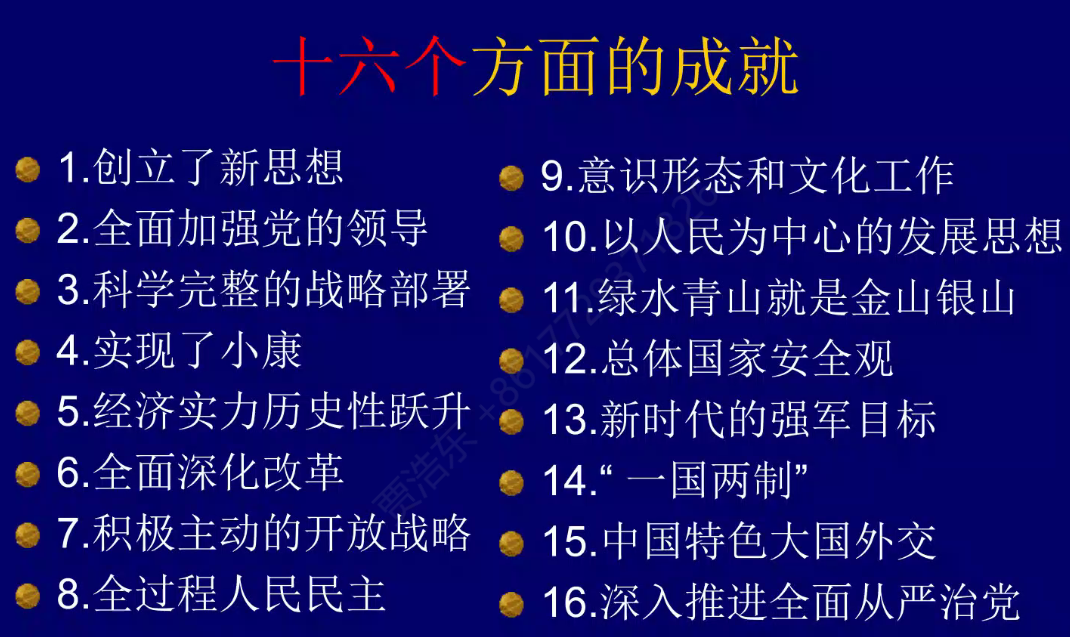 十六个方面的成就
1.创立了新思想
2.全面加强党的领导
3.科学完整的战略部署
4.实现了小康
5.经济实力历史性跃升
6.全面深化改革
7.积极主动的开放战略
8.全过程人民民主
9.意识形态和文化工作
10.以人民为中心的发展思想
11.绿水青山就是金山银山
12.总体国家安全观
13.新时代的强军目标
14.“ 一国两制”
15.中国特色大国外交
16.深入推进全面从严治党
贾浩东